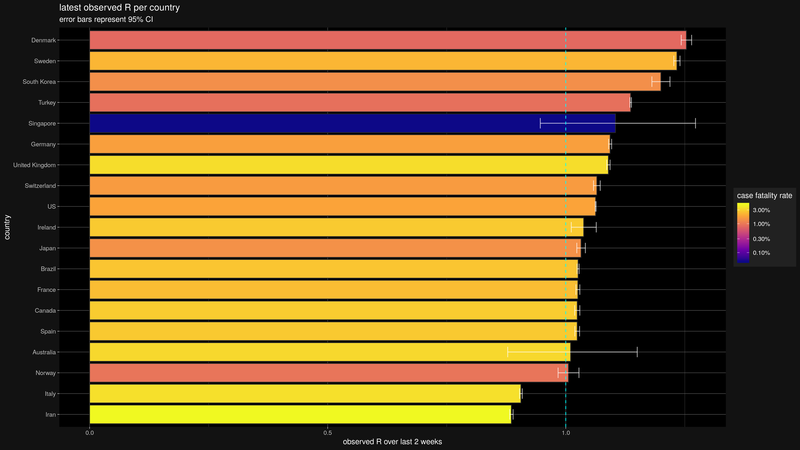 latest observed R per country
error bars represent 95% CI
Denmark
Sweden
South Korea
Turkey
Singapore
Germany
United Kingdom
Switzerland
US
Ireland
Japan
Brazil
France
Canada
Spain
Australia
Norway
Italy
Iran
country
0.0
0.5
1.0
observed R over last 2 weeks
case fatality rate
3.00%
1.00%
0.30%
0.10%